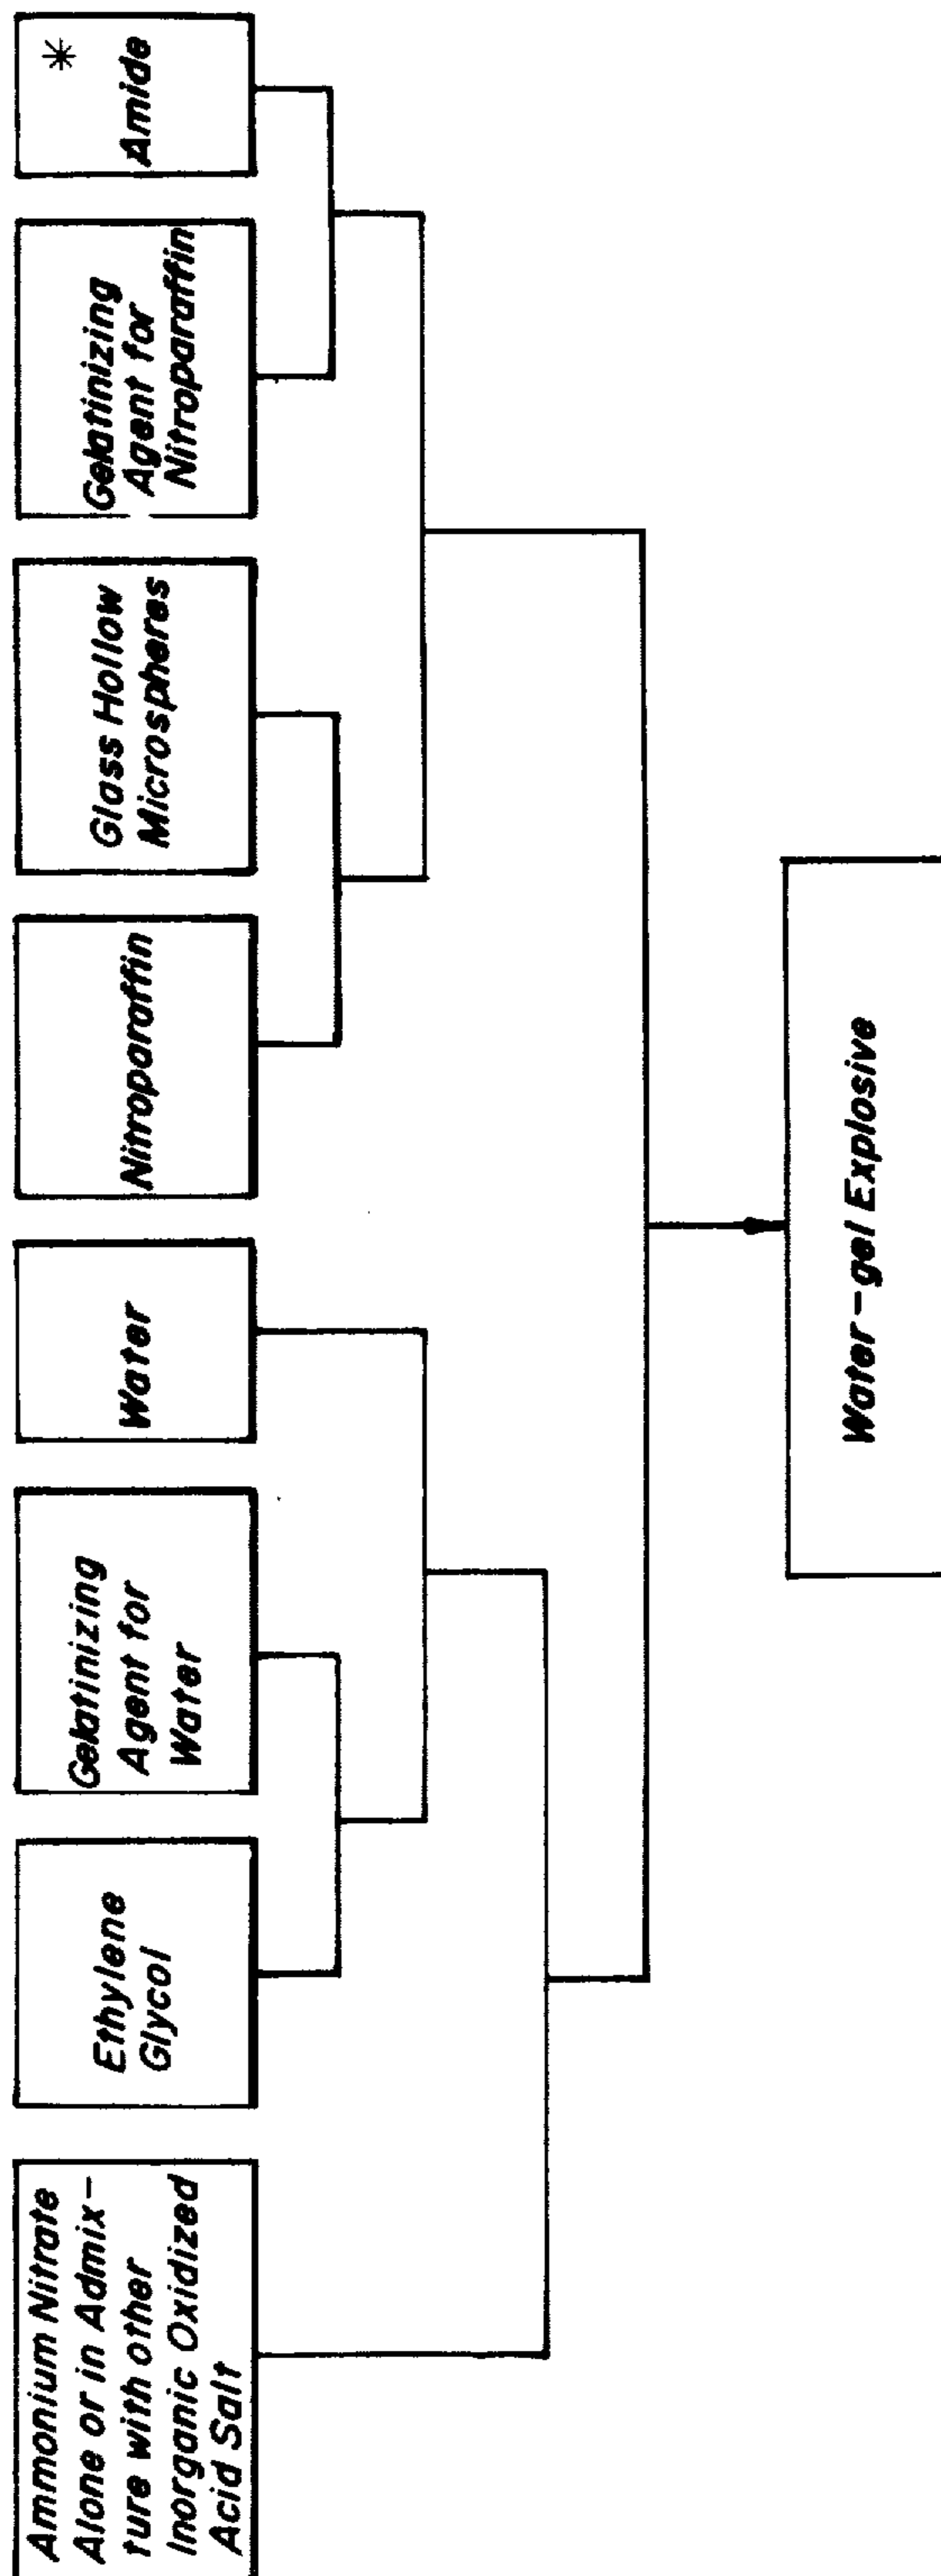 Ammonium Nitrate
Alone or in Admix-
ture with other
Inorganic Oxidized
Acid Salt
Ethylene
Glycol
Gelatinizing
Agent for
Water
Water
Nitroparaffin
Glass Hollow
Microspheres
Gelatinizing
Agent for
Nitroparaffin
*
Amide
Water-gel Explosive